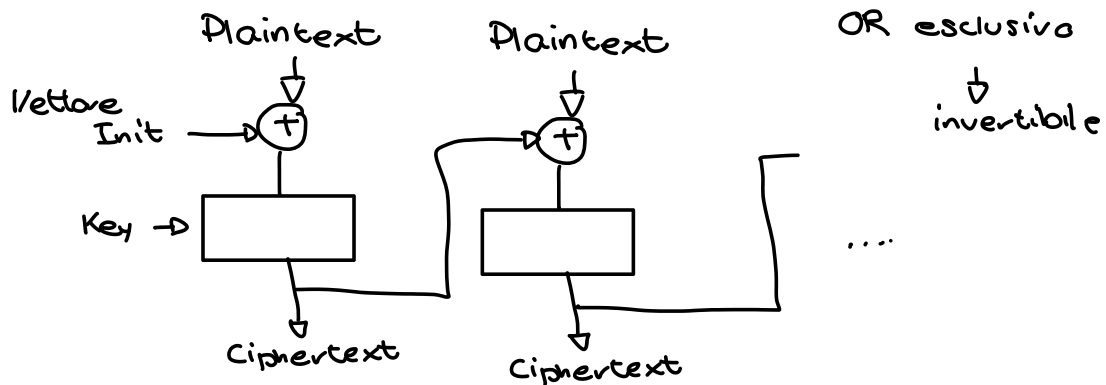 Plaintext
Plaintext
OR esclusivo
invertibile
Vettore
Init
+
+
Key
....
Ciphertext
Ciphertext